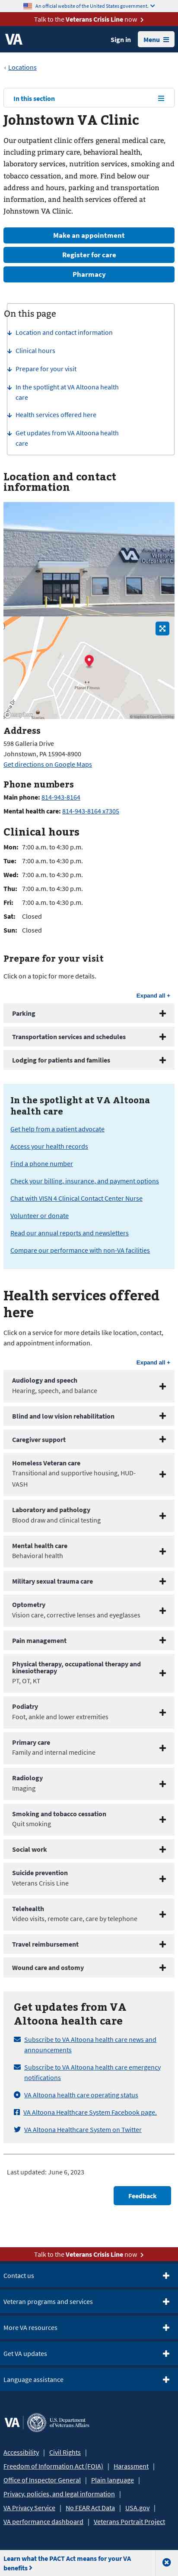 An official website of the United States government.
Talk to the Veterans Crisis Line now
VA
Sign in
Menu
Locations
In this section
Johnstown VA Clinic
Our outpatient clinic offers general medical care,
including primary care, behavioral health,
laboratory services, nutrition services, smoking and
tobacco cessation, and more. Find below our
address and phone number, hours, parking and
transportation information, and the other health
services offered at our Johnstown VA Clinic.
Make an appointment
Register for care
Pharmacy
On this page
Location and contact information
Clinical hours
Prepare for your visit
In the spotlight at VA Altoona health
care
Health services offered here
Get updates from VA Altoona health
care
Location and contact
information
VA
Planet Fitness
Address
598 Galleria Drive
Johnstown, PA 15904-8900
Get directions on Google Maps
Phone numbers
Main phone: 814-943-8164
Mental health care: 814-943-8164 x7305
Clinical hours
Mon: 7:00 a.m. to 4:30 p.m.
Tue: 7:00 a.m. to 4:30 p.m.
Wed: 7:00 a.m. to 4:30 p.m.
Thu: 7:00 a.m. to 4:30 p.m.
Fri: 7:00 a.m. to 4:30 p.m.
Sat: Closed
Sun: Closed
Prepare for your visit
Click on a topic for more details.
Expand all +
Parking
Transportation services and schedules
Lodging for patients and families
In the spotlight at VA Altoona
health care
Get help from a patient advocate
Access your health records
Find a phone number
Check your billing, insurance, and payment options
Chat with VISN 4 Clinical Contact Center Nurse
Volunteer or donate
Read our annual reports and newsletters
Compare our performance with non-VA facilities
Health services offered
here
Click on a service for more details like location, contact,
and appointment information.
Expand all +
Audiology and speech
Hearing, speech, and balance
Blind and low vision rehabilitation
Caregiver support
Homeless Veteran care
Transitional and supportive housing, HUD-
VASH
Laboratory and pathology
Blood draw and clinical testing
Mental health care
Behavioral health
Military sexual trauma care
Optometry
Vision care, corrective lenses and eyeglasses
Pain management
Physical therapy, occupational therapy and
kinesiotherapy
PT, OT, KT
Podiatry
Foot, ankle and lower extremities
Primary care
Family and internal medicine
Radiology
Imaging
Smoking and tobacco cessation
Quit smoking
Social work
Suicide prevention
Veterans Crisis Line
Telehealth
Video visits, remote care, care by telephone
Travel reimbursement
Wound care and ostomy
Get updates from VA
Altoona health care
Subscribe to VA Altoona health care news and
announcements
Subscribe to VA Altoona health care emergency
notifications
VA Altoona health care operating status
VA Altoona Healthcare System Facebook page.
VA Altoona Healthcare System on Twitter
Last updated: June 6, 2023
Feedback
Talk to the Veterans Crisis Line now
Contact us
Veteran programs and services
More VA resources
Get VA updates
Language assistance
VA
U.S. Department
of Veterans Affairs
Accessibility | Civil Rights |
Freedom of Information Act (FOIA) | Harassment |
Office of Inspector General | Plain language |
Privacy, policies, and legal information |
VA Privacy Service | No FEAR Act Data | USA.gov |
VA performance dashboard | Veterans Portrait Project
Learn what the PACT Act means for your VA
benefits